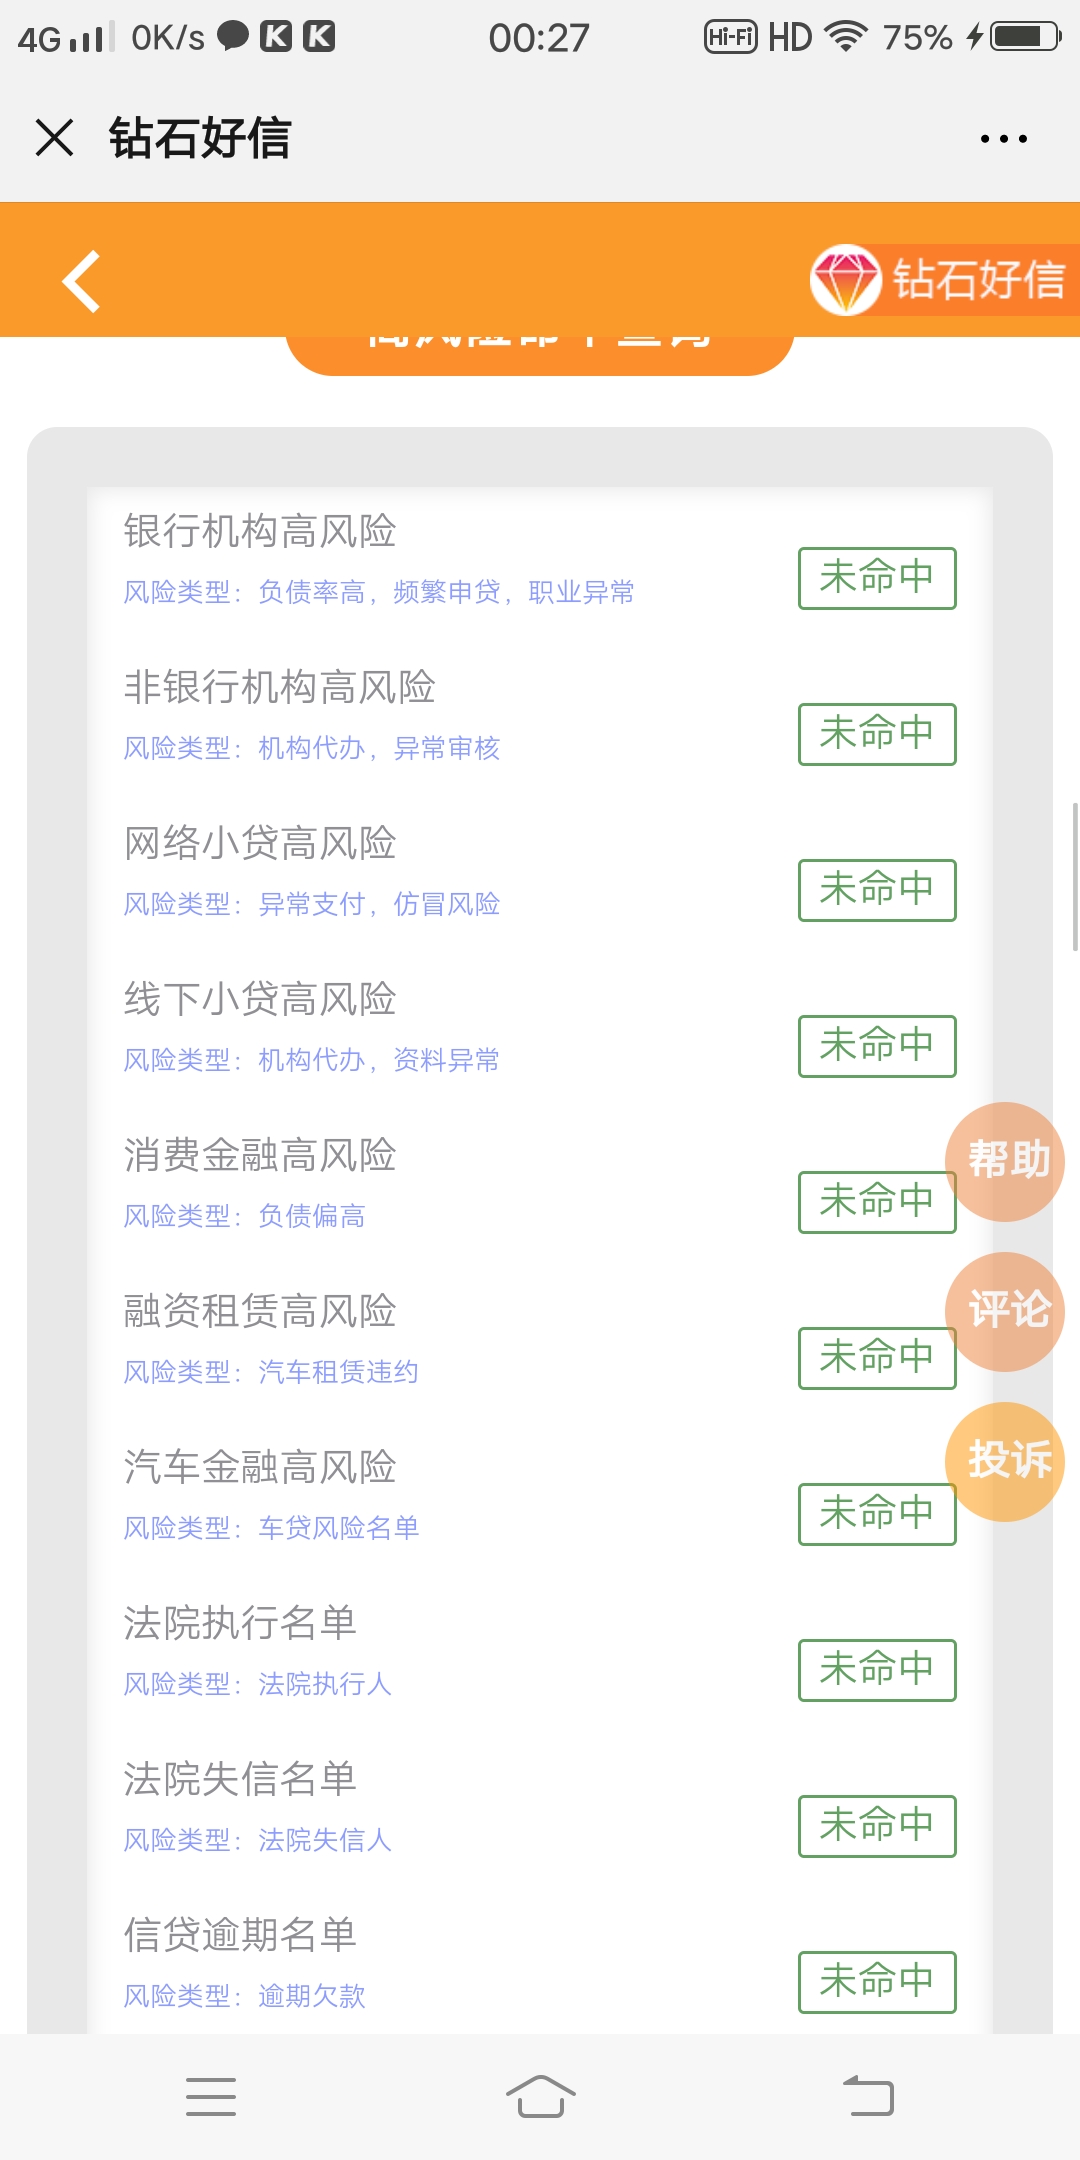 4G 0K/s K K 00:27 Hi-Fi HD 75%
钻石好信
钻石好信
高风险命中查询
银行机构高风险
风险类型：负债率高，频繁申贷，职业异常
未命中
非银行机构高风险
风险类型：机构代办，异常审核
未命中
网络小贷高风险
风险类型：异常支付，仿冒风险
未命中
线下小贷高风险
风险类型：机构代办，资料异常
未命中
消费金融高风险
风险类型：负债偏高
未命中
帮助
融资租赁高风险
风险类型：汽车租赁违约
未命中
评论
汽车金融高风险
风险类型：车贷风险名单
未命中
投诉
法院执行名单
风险类型：法院执行人
未命中
法院失信名单
风险类型：法院失信人
未命中
信贷逾期名单
风险类型：逾期欠款
未命中